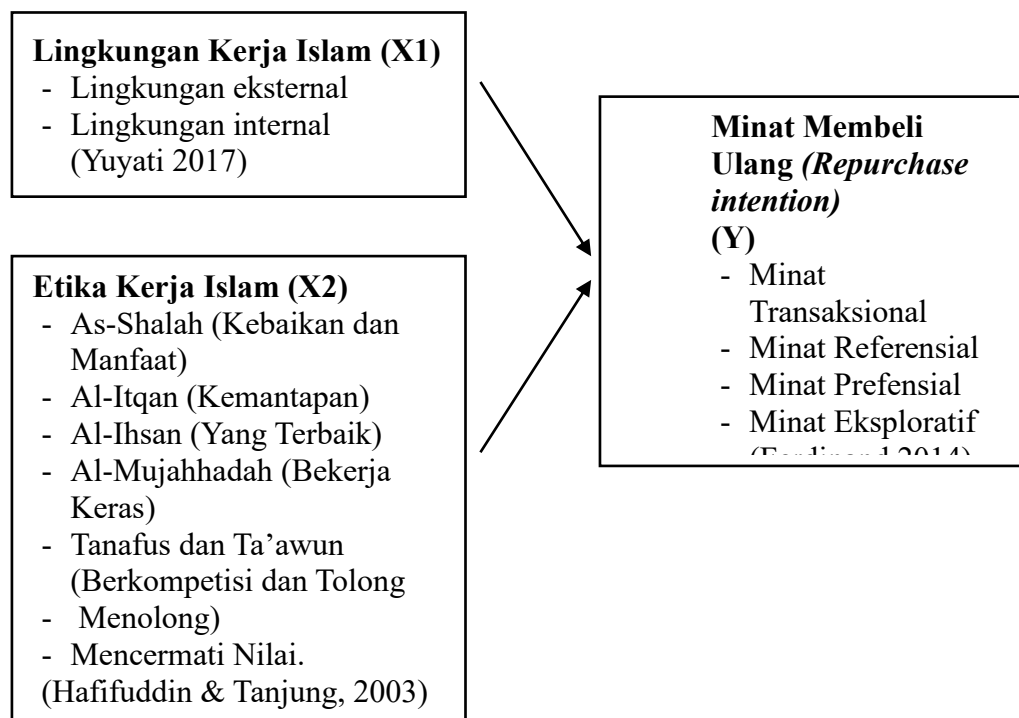 Lingkungan Kerja Islam (X1)
- Lingkungan eksternal
- Lingkungan internal
(Yuyati 2017)
Etika Kerja Islam (X2)
- As-Shalah (Kebaikan dan
Manfaat)
- Al-Itqan (Kemantapan)
- Al-Ihsan (Yang Terbaik)
- Al-Mujahhadah (Bekerja
Keras)
- Tanafus dan Ta’awun
(Berkompetisi dan Tolong
- Menolong)
- Mencermati Nilai.
(Hafifuddin & Tanjung, 2003)
Minat Membeli
Ulang (Repurchase
intention)
(Y)
- Minat
Transaksional
- Minat Referensial
- Minat Prefensial
- Minat Eksploratif
(Ferdinand 2014)